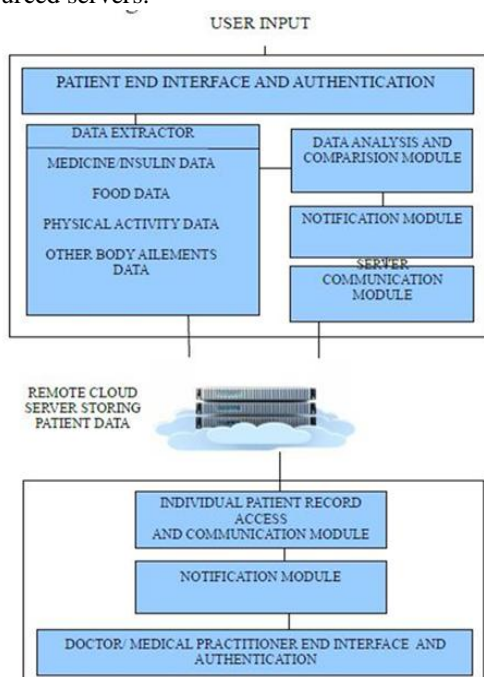 servers.
USER INPUT
PATIENT END INTERFACE AND AUTHENTICATION
DATA EXTRACTOR
MEDICINE/INSULIN DATA
FOOD DATA
PHYSICAL ACTIVITY DATA
OTHER BODY AILEMENTS
DATA
DATA ANALYSIS AND
COMPARISION MODULE
NOTIFICATION MODULE
SERVER
COMMUNICATION
MODULE
REMOTE CLOUD
SERVER STORING
PATIENT DATA
INDIVIDUAL PATIENT RECORD
ACCESS
AND COMMUNICATION MODULE
NOTIFICATION MODULE
DOCTOR/ MEDICAL PRACTITIONER END INTERFACE AND
AUTHENTICATION